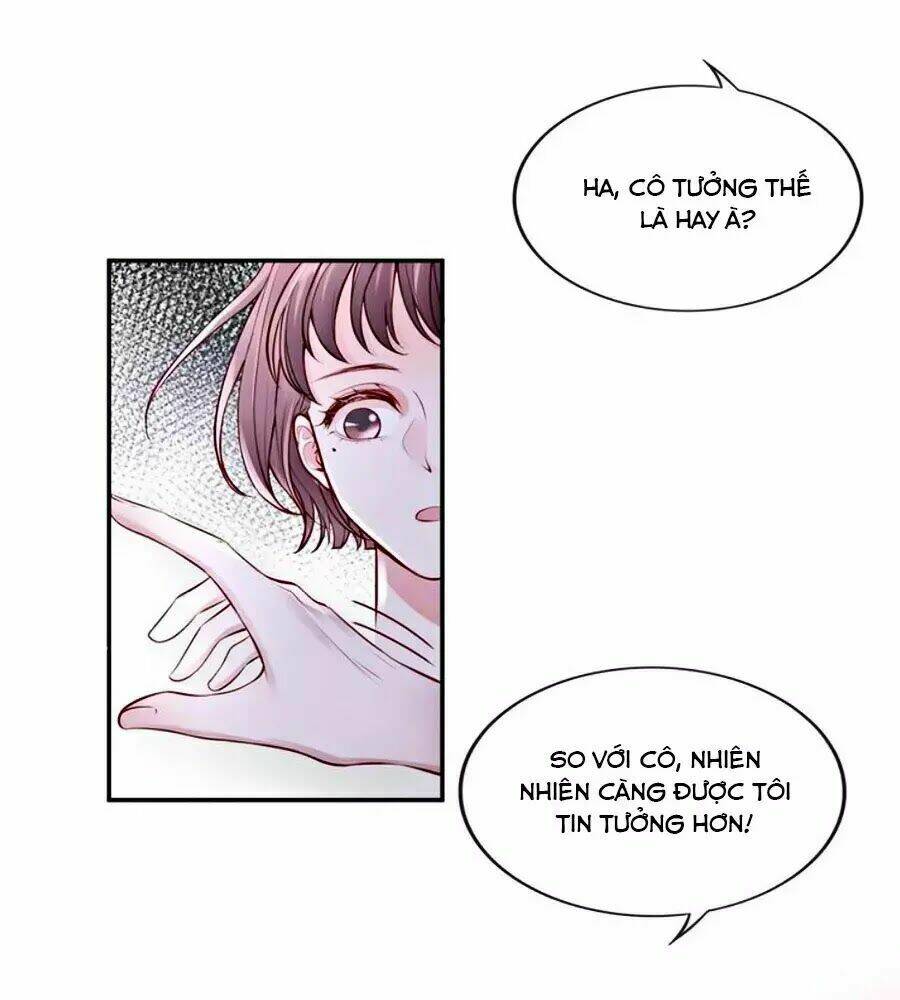 HA, CÔ TƯỞNG THẾ
LÀ HAY À?
SO VỚI CÔ, NHIÊN
NHIÊN CÀNG ĐƯỢC TÔI
TIN TƯỞNG HƠN!